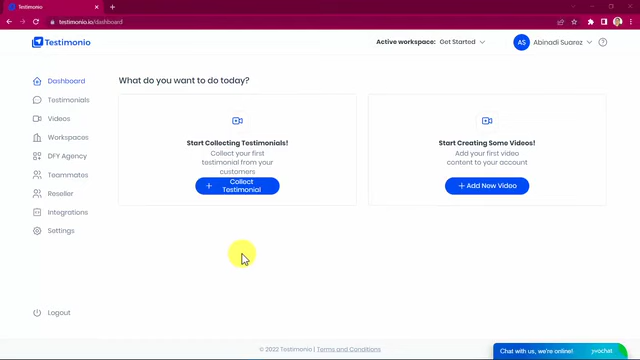 Testimonio
testimonio.io/dashboard
Testimonio
Active workspace: Get Started
AS
Abinadi Suarez
Dashboard
Testimonials
Videos
Workspaces
DFY Agency
Teammates
Reseller
Integrations
Settings
Logout
What do you want to do today?
Start Collecting Testimonials!
Collect your first
testimonial from your
customers
+ Collect
Testimonial
Start Creating Some Videos!
Add your first video
content to your account
+ Add New Video
© 2022 Testimonio | Terms and Conditions
Chat with us, we're online!
jivochat